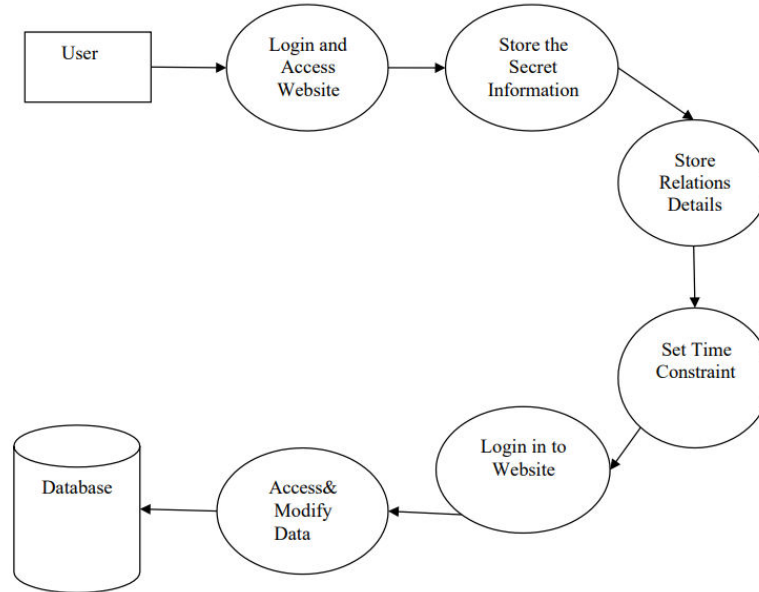 User
Login and
Access
Website
Store the
Secret
Information
Store
Relations
Details
Set Time
Constraint
Login in to
Website
Access&
Modify
Data
Database